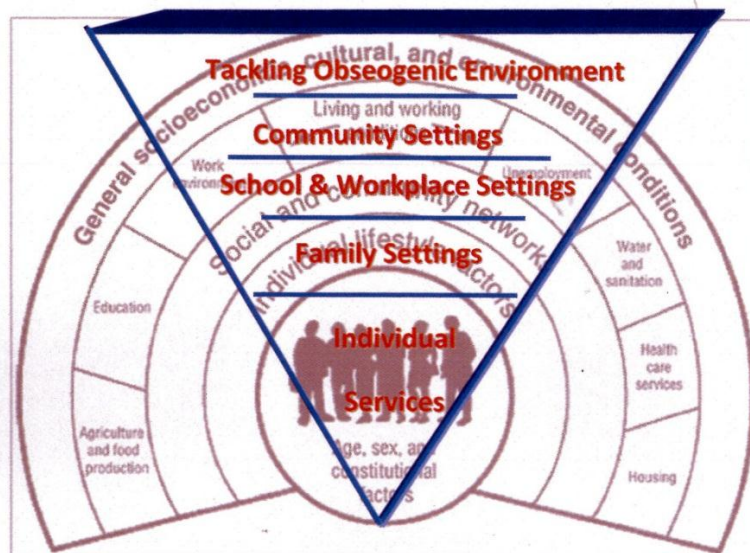 General socioeconomic, cultural, and environmental conditions
Tackling Obseogenic Environment
Living and working
conditions
Community Settings
Work
environment
Unemployment
School & Workplace Settings
Social and community networks
Family Settings
Individual lifestyle factors
Education
Water
and
sanitation
Individual
Services
Health
care
services
Agriculture
and food
production
Age, sex, and
constitutional
factors
Housing